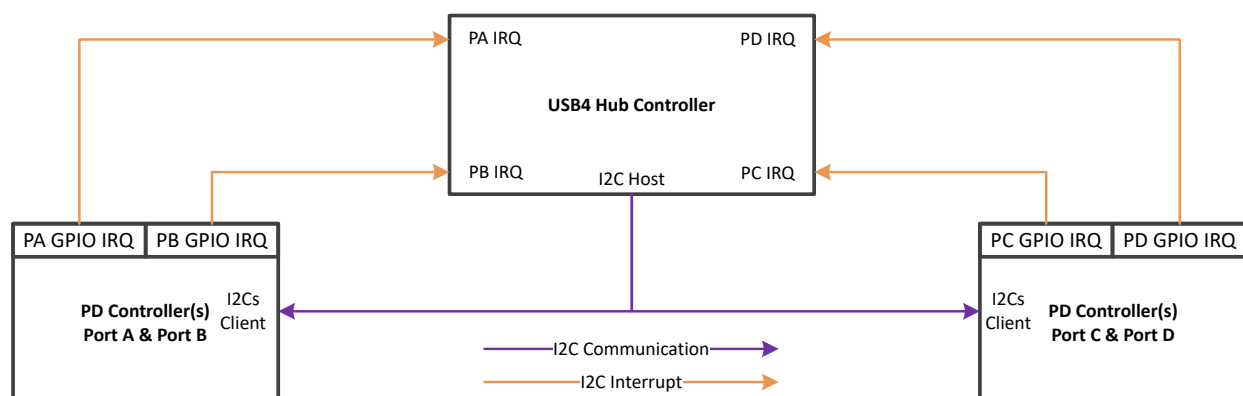 PA IRQ
PD IRQ
USB4 Hub Controller
PB IRQ
I2C Host
PC IRQ
PA GPIO IRQ
PB GPIO IRQ
PC GPIO IRQ
PD GPIO IRQ
PD Controller(s)
Port A & Port B
I2Cs
Client
I2Cs
Client
PD Controller(s)
Port C & Port D
I2C Communication
I2C Interrupt